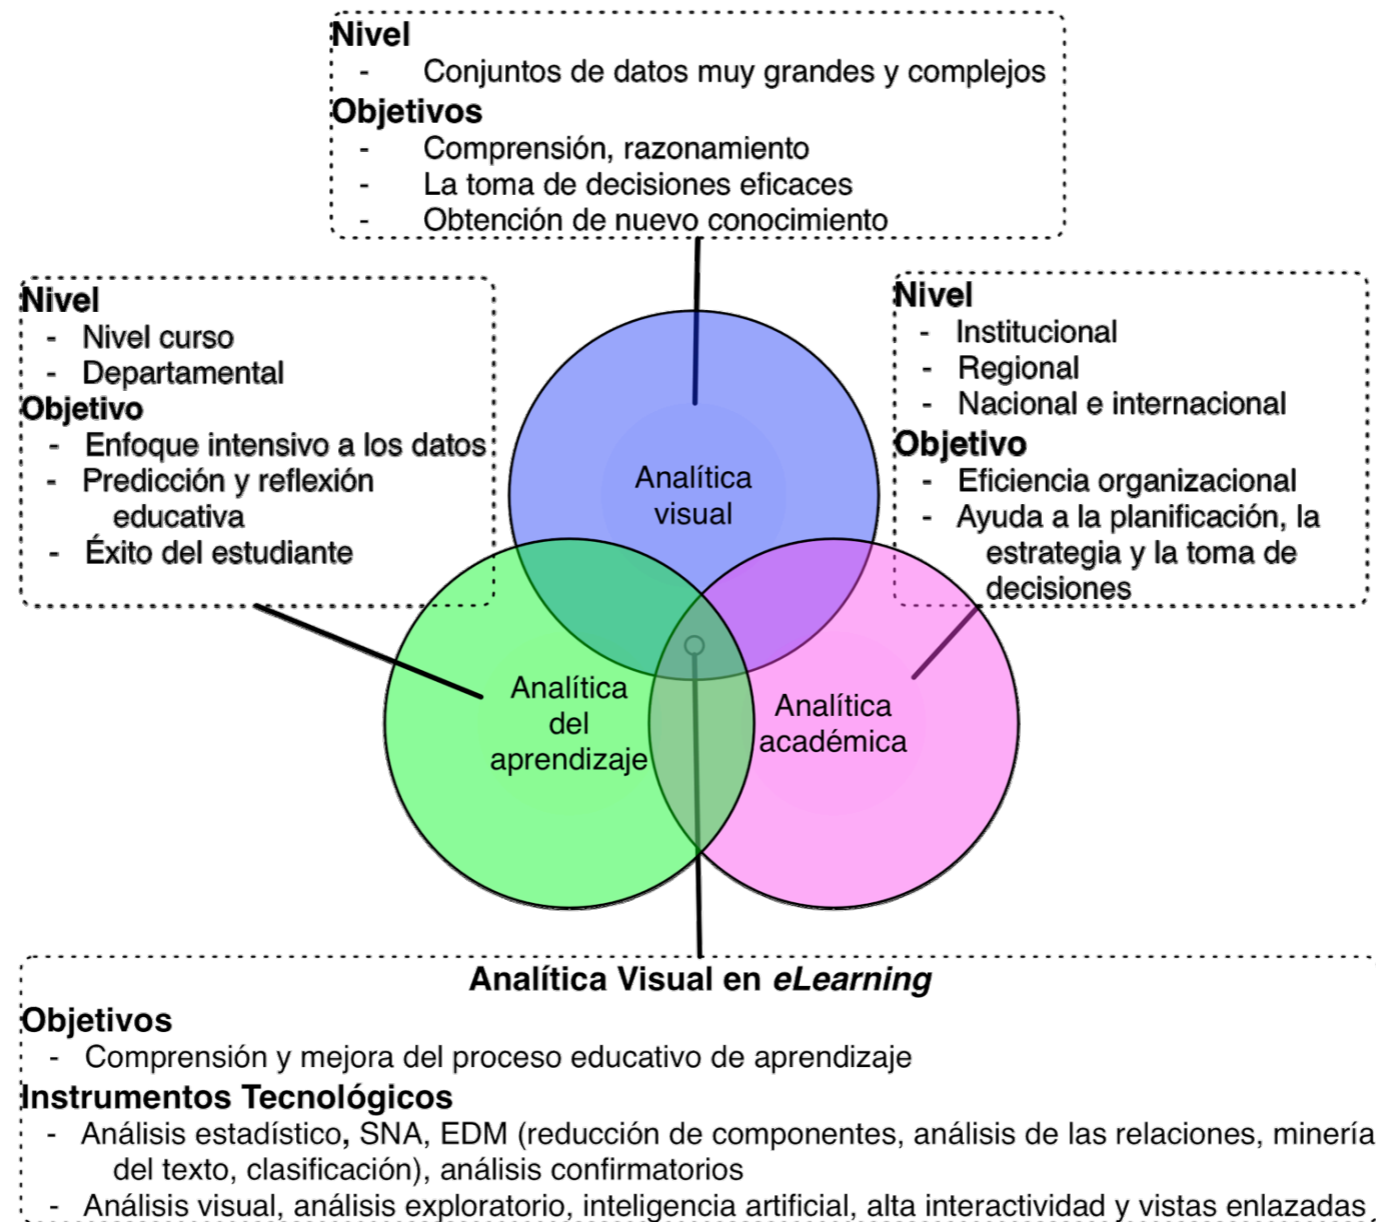 Nivel
- Conjuntos de datos muy grandes y complejos
Objetivos
- Comprensión, razonamiento
- La toma de decisiones eficaces
- Obtención de nuevo conocimiento
Nivel
- Nivel curso
- Departamental
Objetivo
- Enfoque intensivo a los datos
- Predicción y reflexión
educativa
- Éxito del estudiante
Nivel
- Institucional
- Regional
- Nacional e internacional
Objetivo
- Eficiencia organizacional
- Ayuda a la planificación, la
estrategia y la toma de
decisiones
Analítica
visual
Analítica
del
aprendizaje
Analítica
académica
Analítica Visual en eLearning
Objetivos
- Comprensión y mejora del proceso educativo de aprendizaje
Instrumentos Tecnológicos
- Análisis estadístico, SNA, EDM (reducción de componentes, análisis de las relaciones, minería
del texto, clasificación), análisis confirmatorios
- Análisis visual, análisis exploratorio, inteligencia artificial, alta interactividad y vistas enlazadas